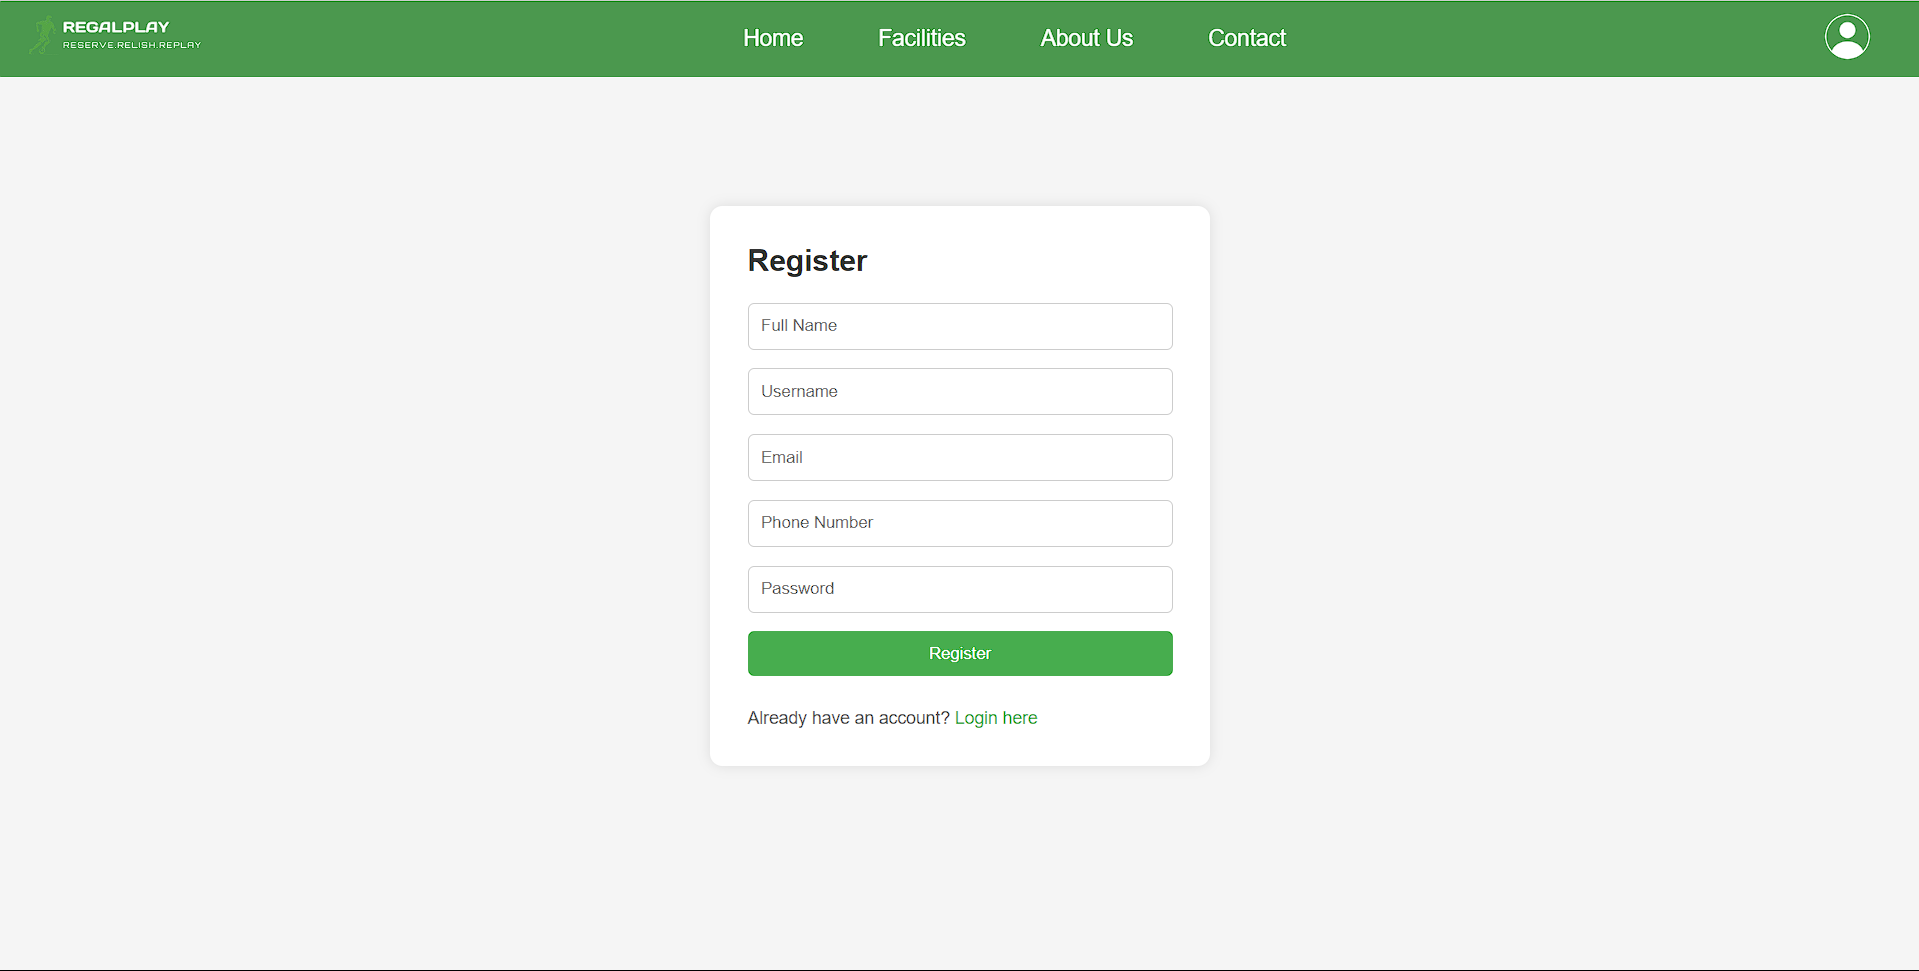 REGALPLAY
RESERVE.RELISH.REPLAY
Home Facilities About Us Contact
Register
Full Name
Username
Email
Phone Number
Password
Register
Already have an account? Login here